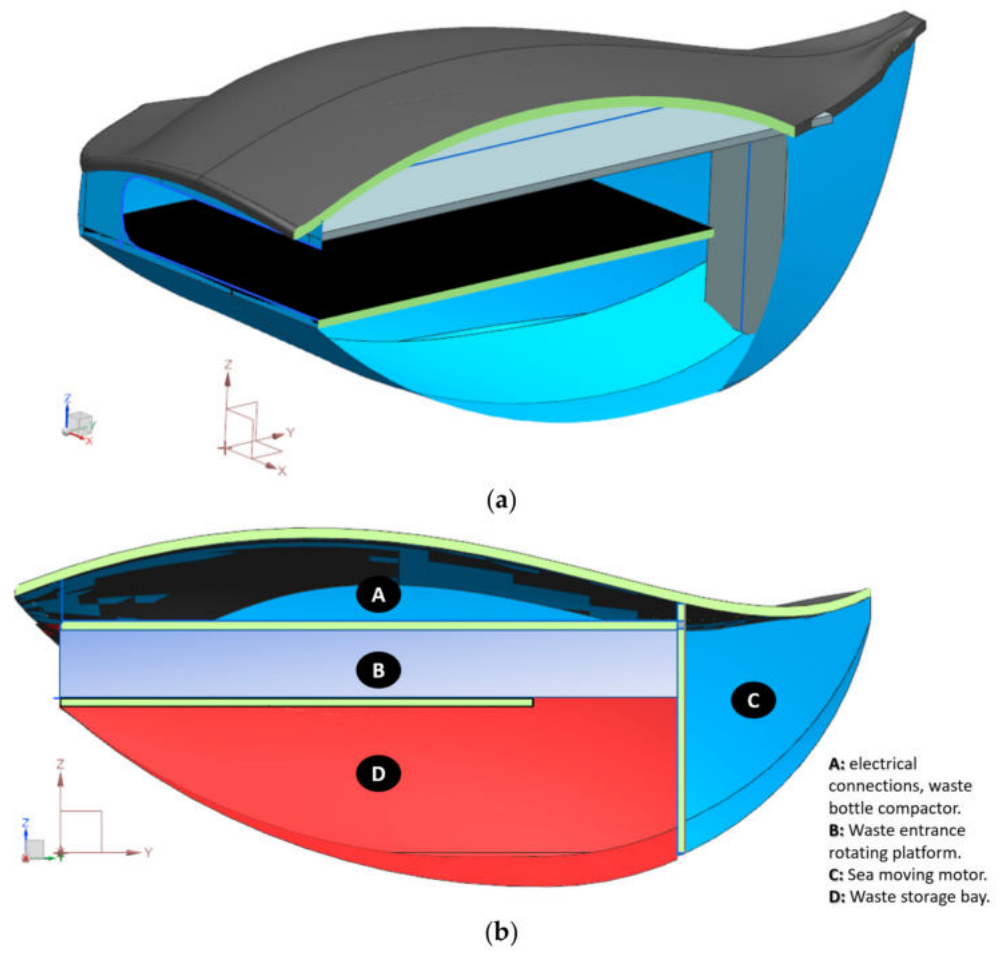 Z
Z
Y
X
Y
X
(a)
A
B
C
D
A: electrical
connections, waste
bottle compactor.
B: Waste entrance
rotating platform.
C: Sea moving motor.
D: Waste storage bay.
Z
Z
Y
(b)